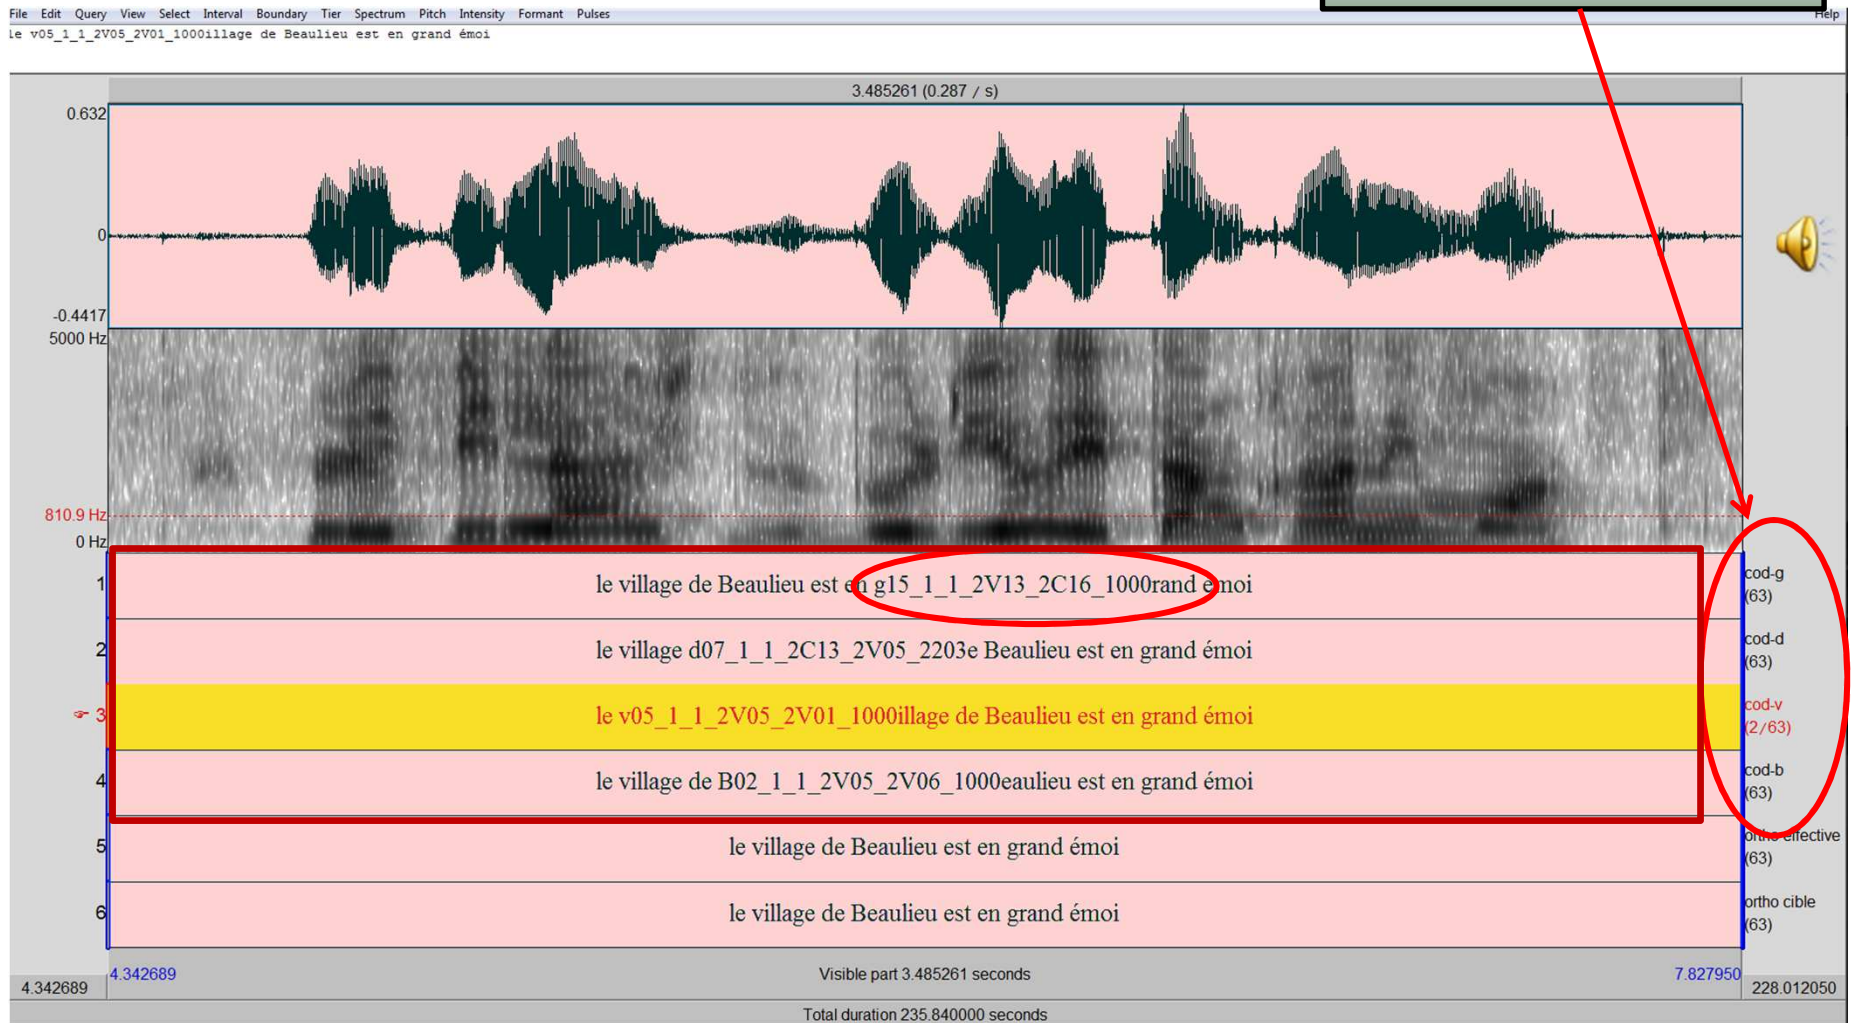 File Edit Query View Select Interval Boundary Tier Spectrum Pitch Intensity Formant Pulses Help
le v05_1_1_2V05_2V01_1000illage de Beaulieu est en grand émoi
3.485261 (0.287 / s)
0.632
0
-0.4417
5000 Hz
810.9 Hz
0 Hz
1 le village de Beaulieu est en g15_1_1_2V13_2C16_1000rand émoi cod-g
(63)
2 le village d07_1_1_2C13_2V05_2203e Beaulieu est en grand émoi cod-d
(63)
3 le v05_1_1_2V05_2V01_1000illage de Beaulieu est en grand émoi cod-v
(2/63)
4 le village de B02_1_1_2V05_2V06_1000eaulieu est en grand émoi cod-b
(63)
5 le village de Beaulieu est en grand émoi ortho effective
(63)
6 le village de Beaulieu est en grand émoi ortho cible
(63)
4.342689 Visible part 3.485261 seconds 7.827950
4.342689 228.012050
Total duration 235.840000 seconds